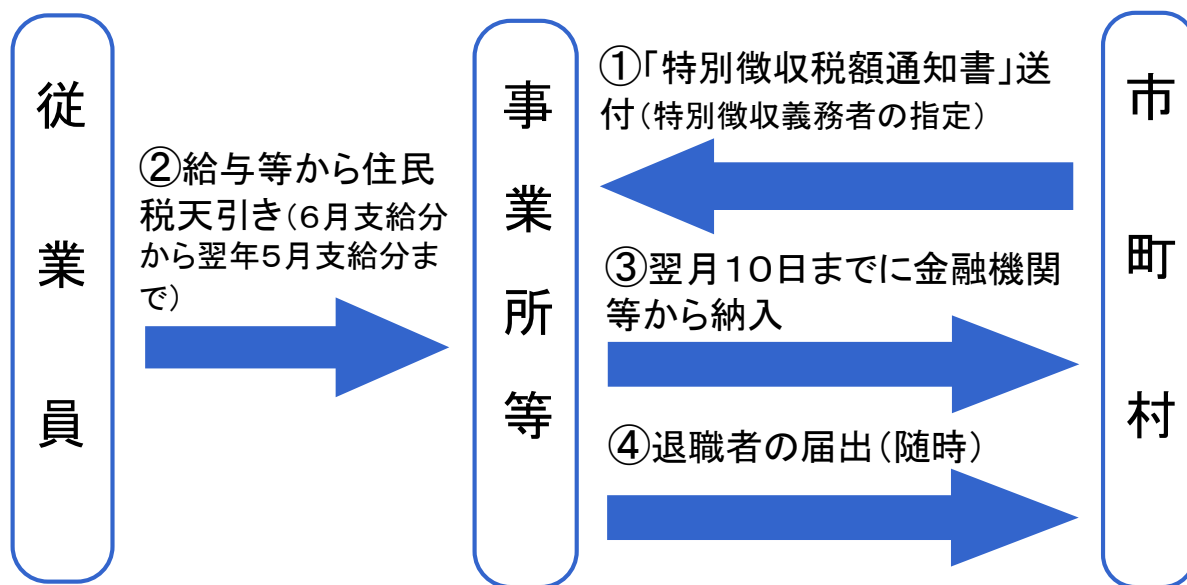 従業員
②給与等から住民
税天引き(6月支給分
から翌年5月支給分ま
で)
事業所等
①「特別徴収税額通知書」送
付(特別徴収義務者の指定)
③翌月10日までに金融機関
等から納入
④退職者の届出(随時)
市町村